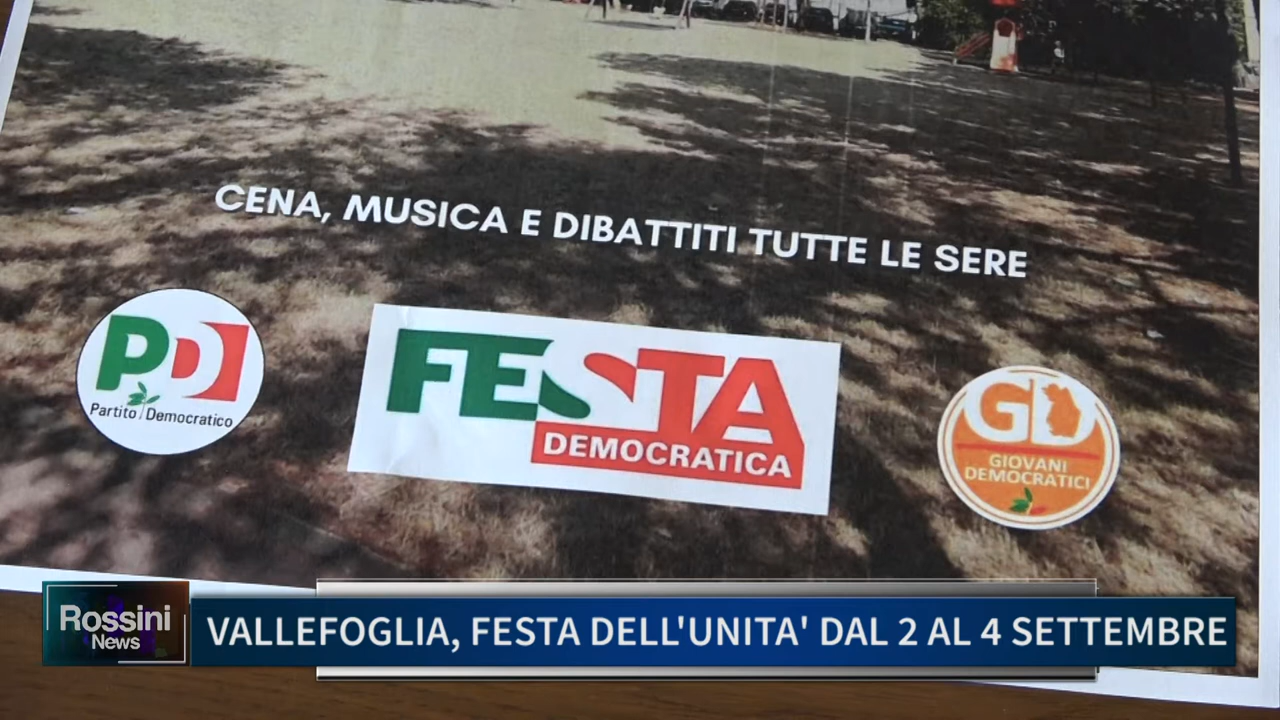 CENA, MUSICA E DIBATTITI TUTTE LE SERE
PD
Partito Democratico
FESTA
DEMOCRATICA
GD
GIOVANI
DEMOCRATICI
Rossini
News
VALLEFOGLIA, FESTA DELL'UNITA' DAL 2 AL 4 SETTEMBRE